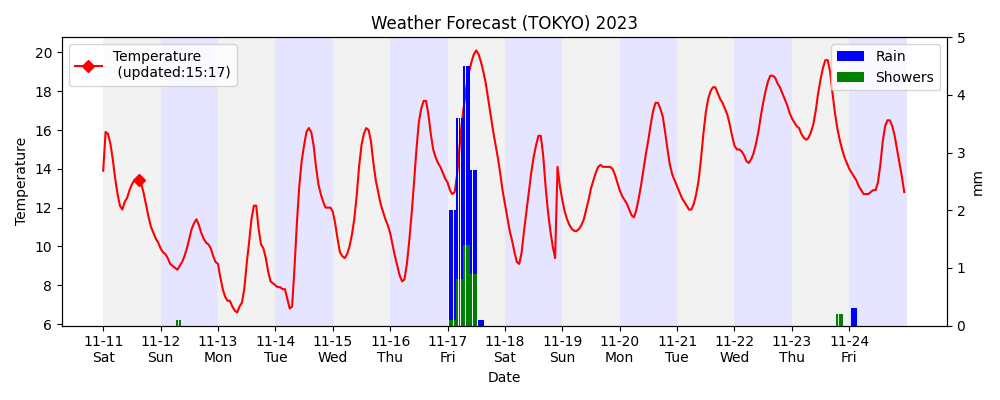 Weather Forecast (TOKYO) 2023
Temperature
(updated:15:17)
Rain
Showers
Temperature
20
18
16
14
12
10
8
6
5
4
3
2
1
0
mm
11-11 11-12 11-13 11-14 11-15 11-16 11-17 11-18 11-19 11-20 11-21 11-22 11-23 11-24
Sat Sun Mon Tue Wed Thu Fri Sat Sun Mon Tue Wed Thu Fri
Date